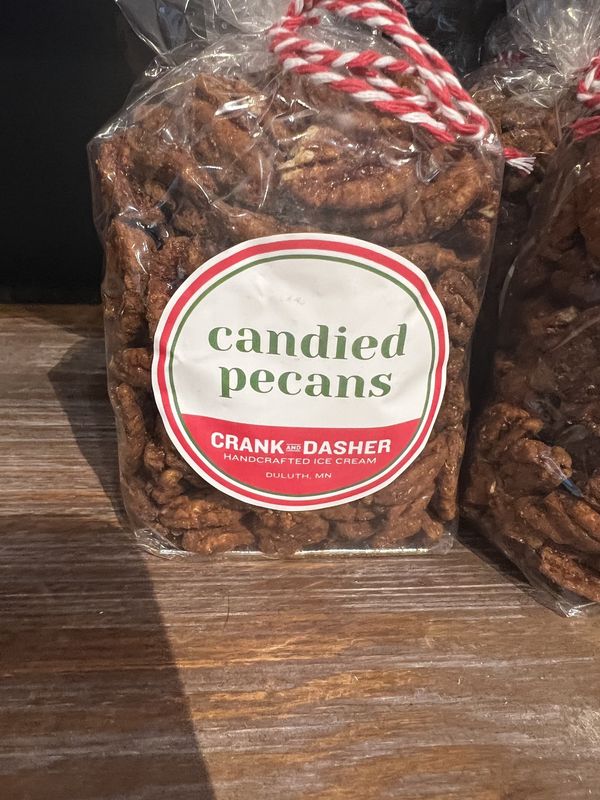 candied
pecans
CRANK AND DASHER
HANDCRAFTED ICE CREAM
DULUTH, MN